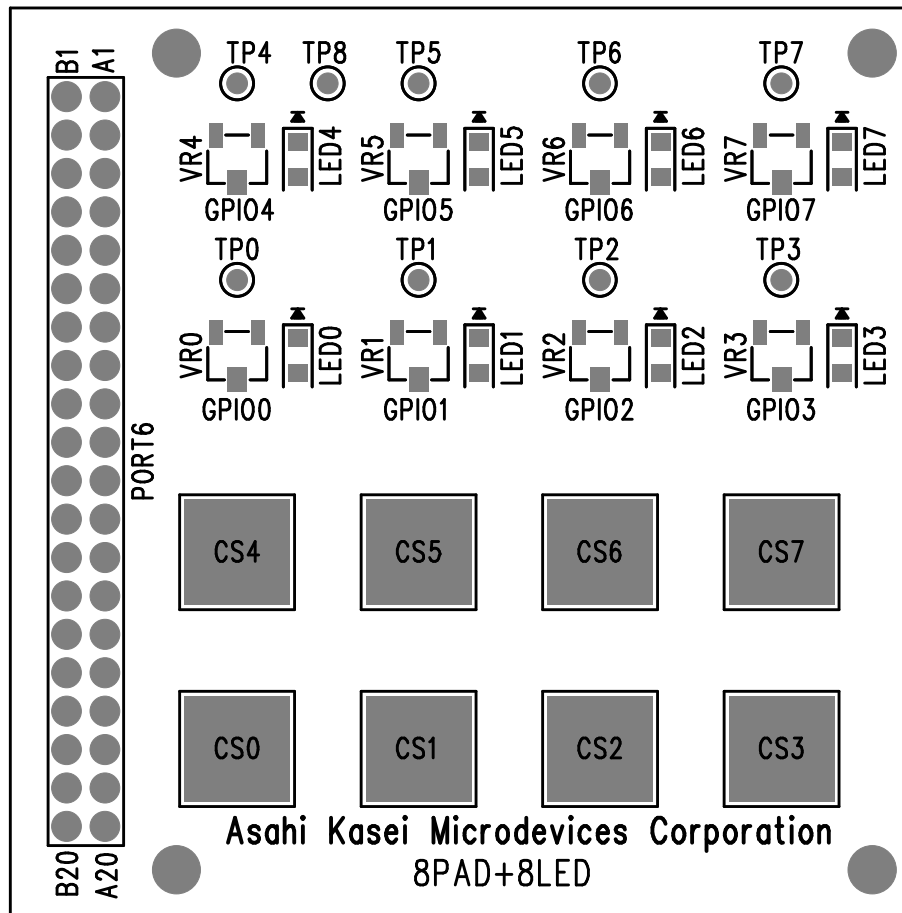 B1 A1
TP4 TP8 TP5 TP6 TP7
VR4 LED4 VR5 LED5 VR6 LED6 VR7 LED7
GPIO4 GPIO5 GPIO6 GPIO7
TP0 TP1 TP2 TP3
VR0 LED0 VR1 LED1 VR2 LED2 VR3 LED3
GPIO0 GPIO1 GPIO2 GPIO3
PORT6
CS4 CS5 CS6 CS7
CS0 CS1 CS2 CS3
Asahi Kasei Microdevices Corporation
B20 A20 8PAD+8LED